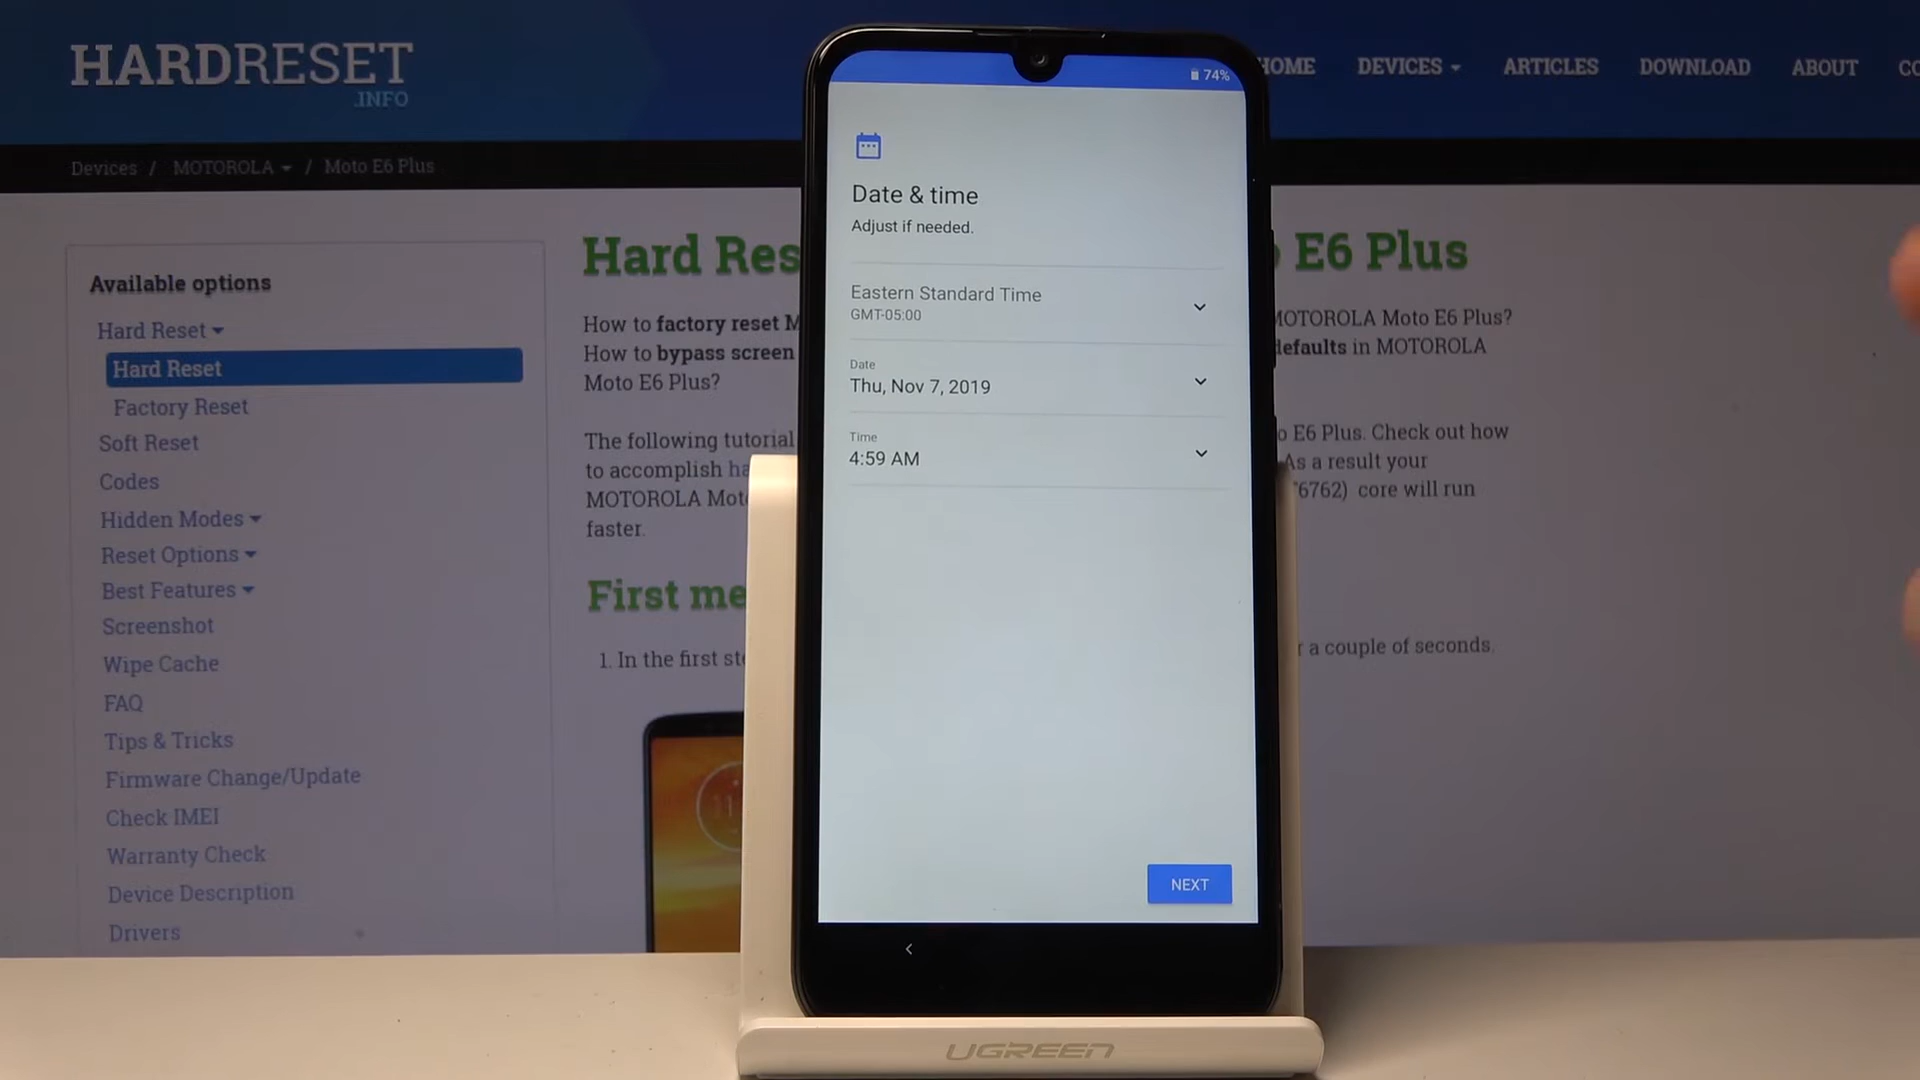 HARDRESET
.INFO
HOME DEVICES ARTICLES DOWNLOAD ABOUT
Devices / MOTOROLA / Moto E6 Plus
Available options
Hard Reset
Hard Reset
Factory Reset
Soft Reset
Codes
Hidden Modes
Reset Options
Best Features
Screenshot
Wipe Cache
FAQ
Tips & Tricks
Firmware Change/Update
Check IMEI
Warranty Check
Device Description
Drivers
Hard Res
E6 Plus
How to factory reset M
MOTOROLA Moto E6 Plus?
How to bypass screen
defaults in MOTOROLA
Moto E6 Plus?
The following tutorial
o E6 Plus. Check out how
to accomplish ha
As a result your
MOTOROLA Moto
6762) core will run
faster.
First me
1. In the first ste
r a couple of seconds.
74%
Date & time
Adjust if needed.
Eastern Standard Time
GMT-05:00
Date
Thu, Nov 7, 2019
Time
4:59 AM
NEXT
UGREEN